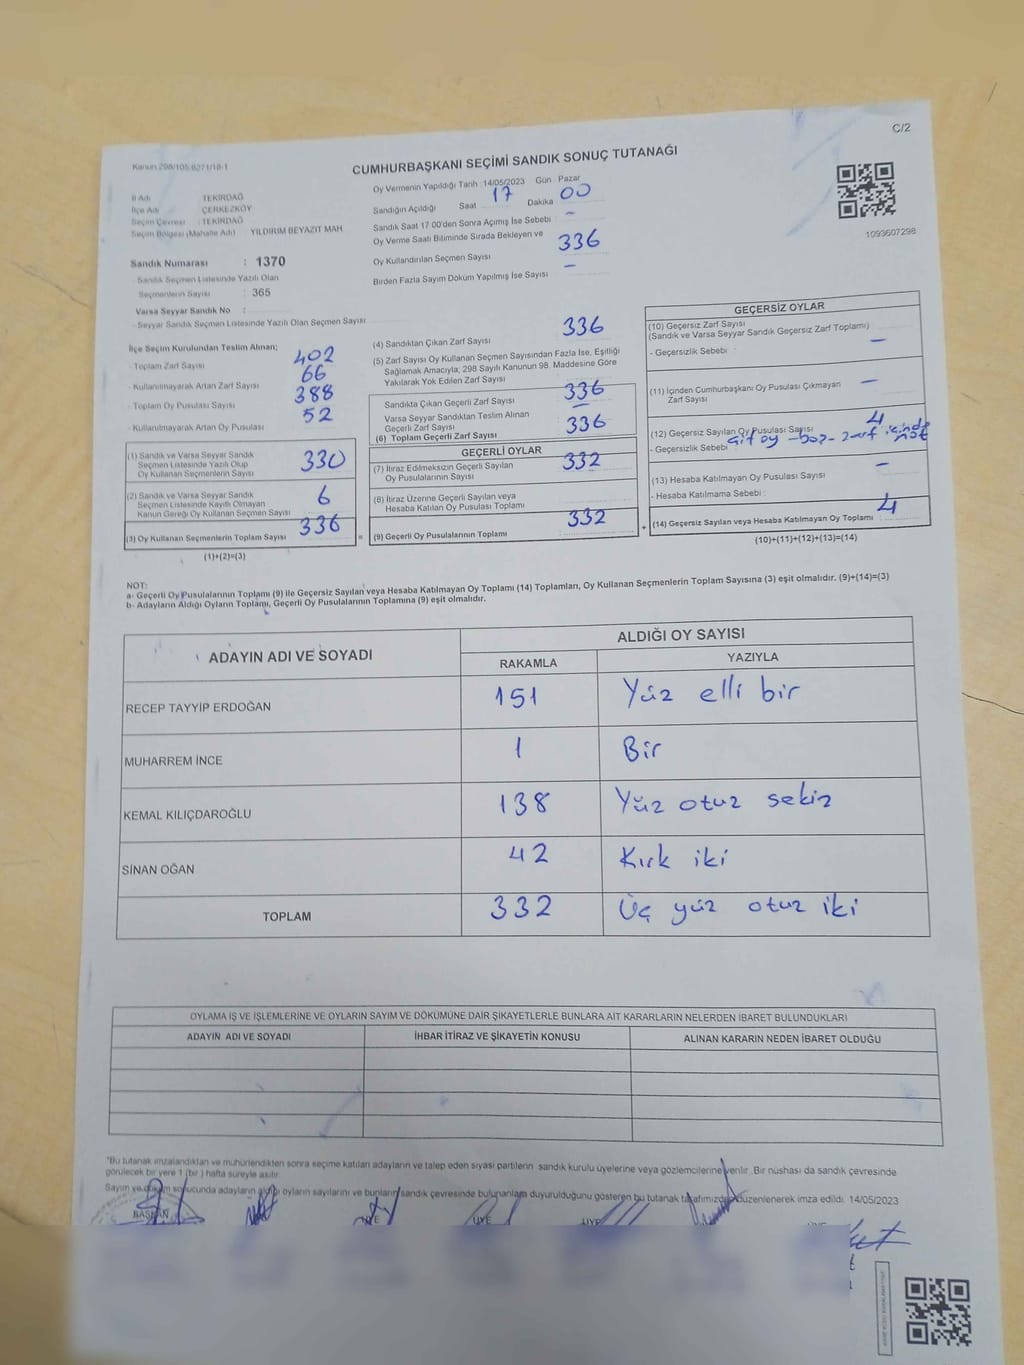 C/2
Kanun 298/105 6271/18-1
CUMHURBAŞKANI SEÇİMİ SANDIK SONUÇ TUTANAĞI
İl Adı : TEKİRDAĞ
İlçe Adı : ÇERKEZKÖY
Seçim Çevresi : TEKİRDAĞ
Seçim Bölgesi (Mahalle Adı) YILDIRIM BEYAZIT MAH.
Sandık Numarası : 1370
- Sandık Seçmen Listesinde Yazılı Olan
Seçmenlerin Sayısı : 365
Varsa Seyyar Sandık No :
- Seyyar Sandık Seçmen Listesinde Yazılı Olan Seçmen Sayısı
Oy Vermenin Yapıldığı Tarih :14/05/2023 Gün : Pazar
Sandığın Açıldığı Saat 17 Dakika 00
Sandık Saat 17:00'den Sonra Açımış İse Sebebi : -
Oy Verme Saati Bitiminde Sırada Bekleyen ve
Oy Kullandırılan Seçmen Sayısı 336
Birden Fazla Sayım Döküm Yapılmış İse Sayısı -
1093607298
İlçe Seçim Kurulundan Teslim Alınan;
- Toplam Zarf Sayısı 402
- Kullanılmayarak Artan Zarf Sayısı 66
- Toplam Oy Pusulası Sayısı 388
- Kullanılmayarak Artan Oy Pusulası 52
(1) Sandık ve Varsa Seyyar Sandık
Seçmen Listesinde Yazılı Olup
Oy Kullanan Seçmen Sayısı 330
(2) Sandık ve Varsa Seyyar Sandık
Seçmen Listesinde Kayıtlı Olmayan
Kanun Gereği Oy Kullanan Seçmen Sayısı 6
(3) Oy Kullanan Seçmenlerin Toplam Sayısı 336
(1)+(2)=(3)
=
(4) Sandıktan Çıkan Zarf Sayısı 336
(5) Zarf Sayısı Oy Kullanan Seçmen Sayısından Fazla İse, Eşitliği
Sağlamak Amacıyla, 298 Sayılı Kanunun 98. Maddesine Göre
Yakılarak Yok Edilen Zarf Sayısı -
Sandıkta Çıkan Geçerli Zarf Sayısı 336
Varsa Seyyar Sandıktan Teslim Alınan
Geçerli Zarf Sayısı -
(6) Toplam Geçerli Zarf Sayısı 336
GEÇERLİ OYLAR
(7) İtiraz Edilmeksizin Geçerli Sayılan
Oy Pusulalarının Sayısı 332
(8) İtiraz Üzerine Geçerli Sayılan veya
Hesaba Katılan Oy Pusulası Toplamı
(9) Geçerli Oy Pusulalarının Toplamı 332
+
GEÇERSİZ OYLAR
(10) Geçersiz Zarf Sayısı
(Sandık ve Varsa Seyyar Sandık Geçersiz Zarf Toplamı) -
- Geçersizlik Sebebi :
(11) İçinden Cumhurbaşkanı Oy Pusulası Çıkmayan
Zarf Sayısı -
(12) Geçersiz Sayılan Oy Pusulası Sayısı 4
- Geçersizlik Sebebi çift oy - boş - zarf içinde
(13) Hesaba Katılmayan Oy Pusulası Sayısı -
- Hesaba Katılmama Sebebi :
(14) Geçersiz Sayılan veya Hesaba Katılmayan Oy Toplamı 4
(10)+(11)+(12)+(13)=(14)
NOT:
a- Geçerli Oy Pusulalarının Toplamı (9) ile Geçersiz Sayılan veya Hesaba Katılmayan Oy Toplamı (14) Toplamları, Oy Kullanan Seçmenlerin Toplam Sayısına (3) eşit olmalıdır. (9)+(14)=(3)
b- Adayların Aldığı Oyların Toplamı, Geçerli Oy Pusulalarının Toplamına (9) eşit olmalıdır.
ADAYIN ADI VE SOYADI ALDIĞI OY SAYISI
RAKAMLA YAZIYLA
RECEP TAYYİP ERDOĞAN 151 Yüz elli bir
MUHARREM İNCE 1 Bir
KEMAL KILIÇDAROĞLU 138 Yüz otuz sekiz
SİNAN OĞAN 42 Kırk iki
TOPLAM 332 Üç yüz otuz iki
OYLAMA İŞ VE İŞLEMLERİNE VE OYLARIN SAYIM VE DÖKÜMÜNE DAİR ŞİKAYETLERLE BUNLARA AİT KARARLARIN NELERDEN İBARET BULUNDUKLARI
ADAYIN ADI VE SOYADI İHBAR İTİRAZ VE ŞİKAYETİN KONUSU ALINAN KARARIN NEDEN İBARET OLDUĞU
*Bu tutanak imzalandıktan ve mühürlendikten sonra seçime katılan adayların ve talep eden siyasi partilerin sandık kurulu üyelerine veya gözlemcilerine verilir. Bir nüshası da sandık çevresinde
görülecek bir yere 1 (bir) hafta süreyle asılır.
Sayım ve döküm sonucunda adayların aldığı oyların sayılarını ve bunların sandık çevresinde bulunanlara duyurulduğunu gösteren bu tutanak tarafımızdan düzenlenerek imza edildi. 14/05/2023
BAŞKAN ÜYE ÜYE ÜYE